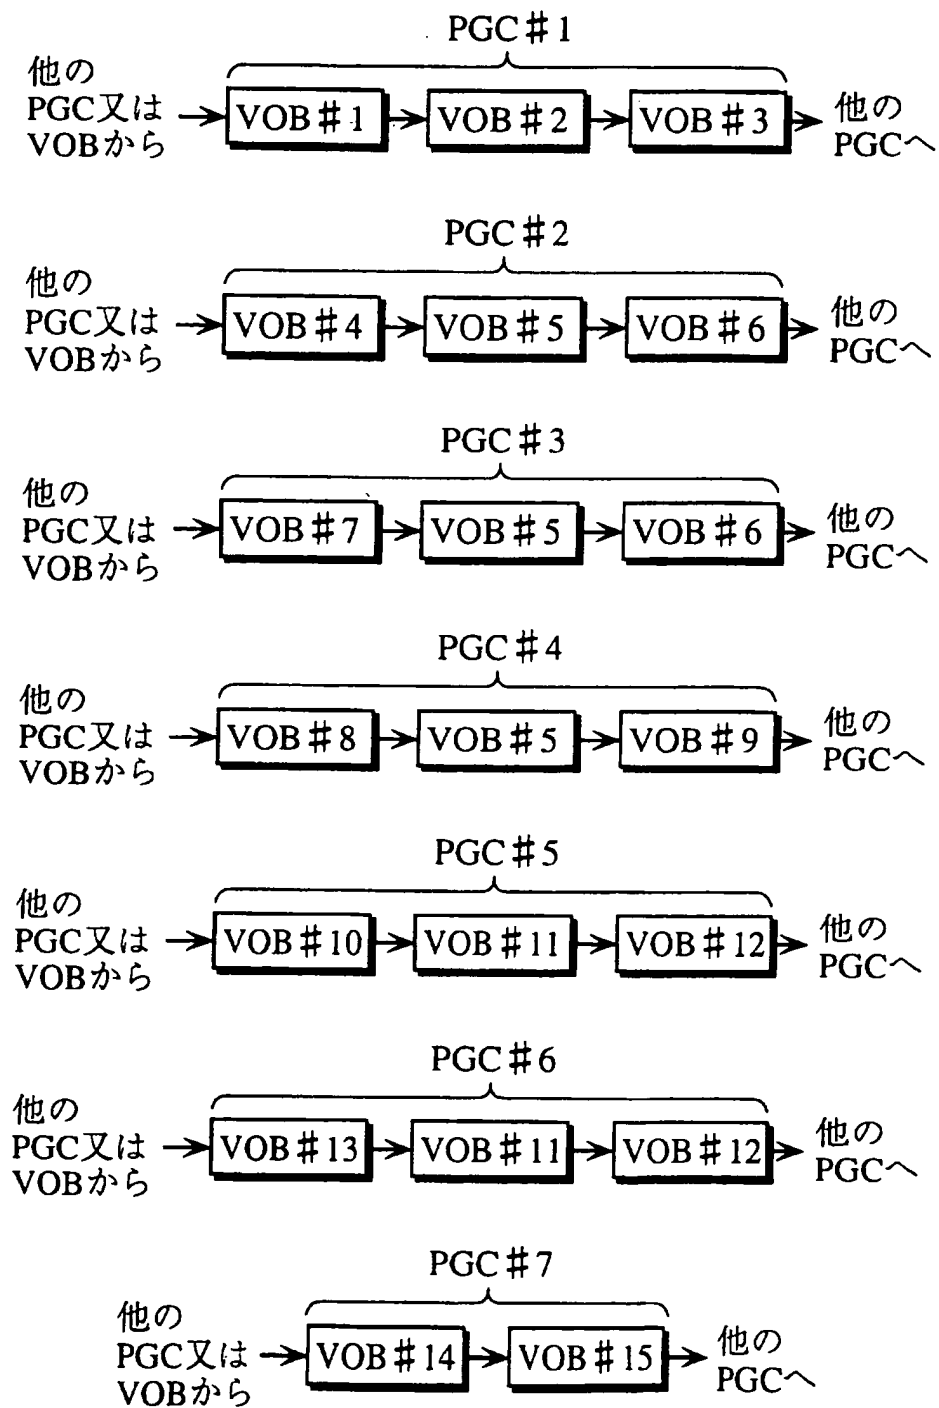 PGC#1
他の
PGC又は
VOBから
VOB#1
VOB#2
VOB#3
他の
PGCへ
PGC#2
他の
PGC又は
VOBから
VOB#4
VOB#5
VOB#6
他の
PGCへ
PGC#3
他の
PGC又は
VOBから
VOB#7
VOB#5
VOB#6
他の
PGCへ
PGC#4
他の
PGC又は
VOBから
VOB#8
VOB#5
VOB#9
他の
PGCへ
PGC#5
他の
PGC又は
VOBから
VOB#10
VOB#11
VOB#12
他の
PGCへ
PGC#6
他の
PGC又は
VOBから
VOB#13
VOB#11
VOB#12
他の
PGCへ
PGC#7
他の
PGC又は
VOBから
VOB#14
VOB#15
他の
PGCへ